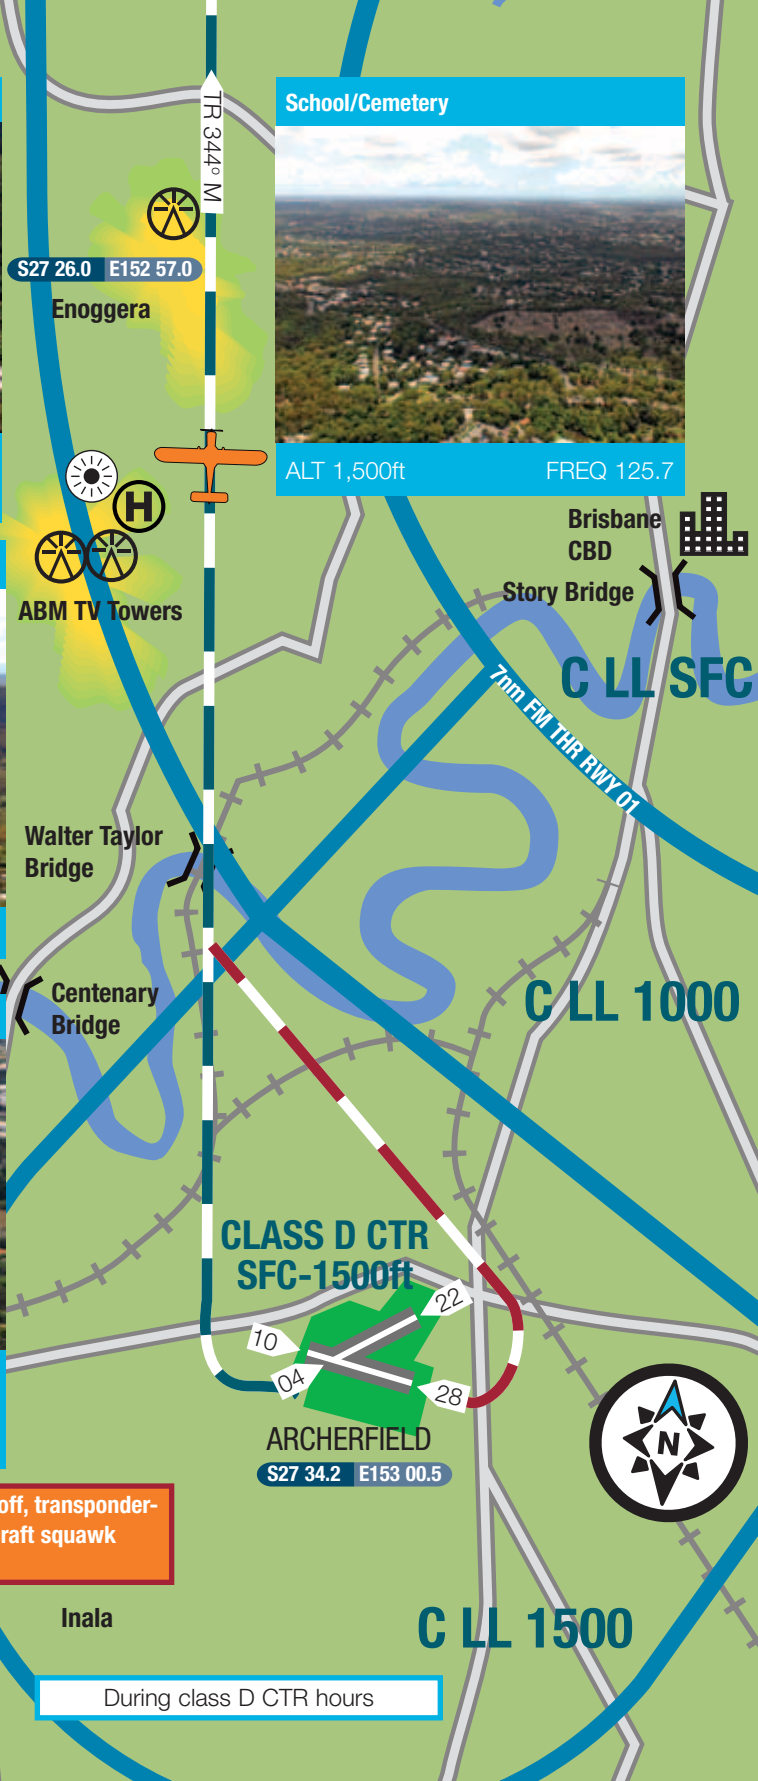 TR 344° M
School/Cemetery
S27 26.0 E152 57.0
Enoggera
ALT 1,500ft FREQ 125.7
H
Brisbane
CBD
Story Bridge
ABM TV Towers
C LL SFC
7nm FM THR RWY 01
Walter Taylor
Bridge
Centenary
Bridge
C LL 1000
CLASS D CTR
SFC-1500ft
22
10
04
28
ARCHERFIELD
S27 34.2 E153 00.5
N
off, transponder-
raft squawk
Inala
C LL 1500
During class D CTR hours